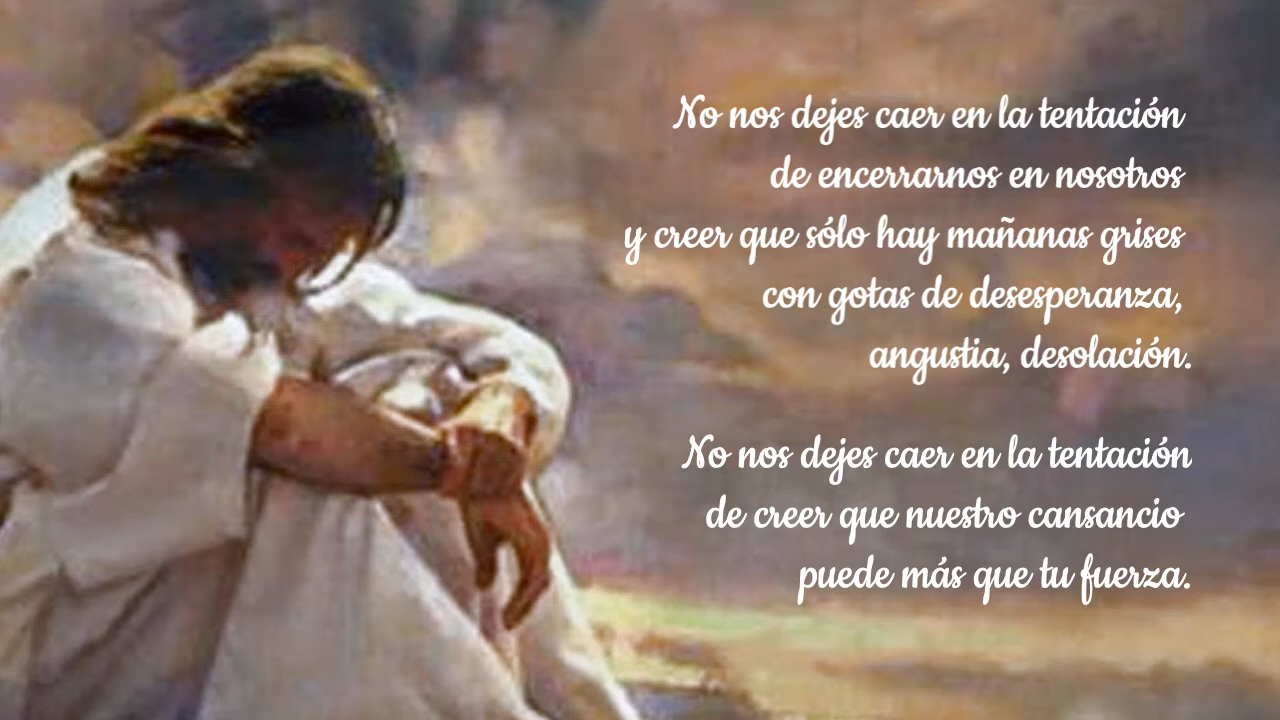 No nos dejes caer en la tentación
de encerrarnos en nosotros
y creer que sólo hay mañanas grises
con gotas de desesperanza,
angustia, desolación.
No nos dejes caer en la tentación
de creer que nuestro cansancio
puede más que tu fuerza.